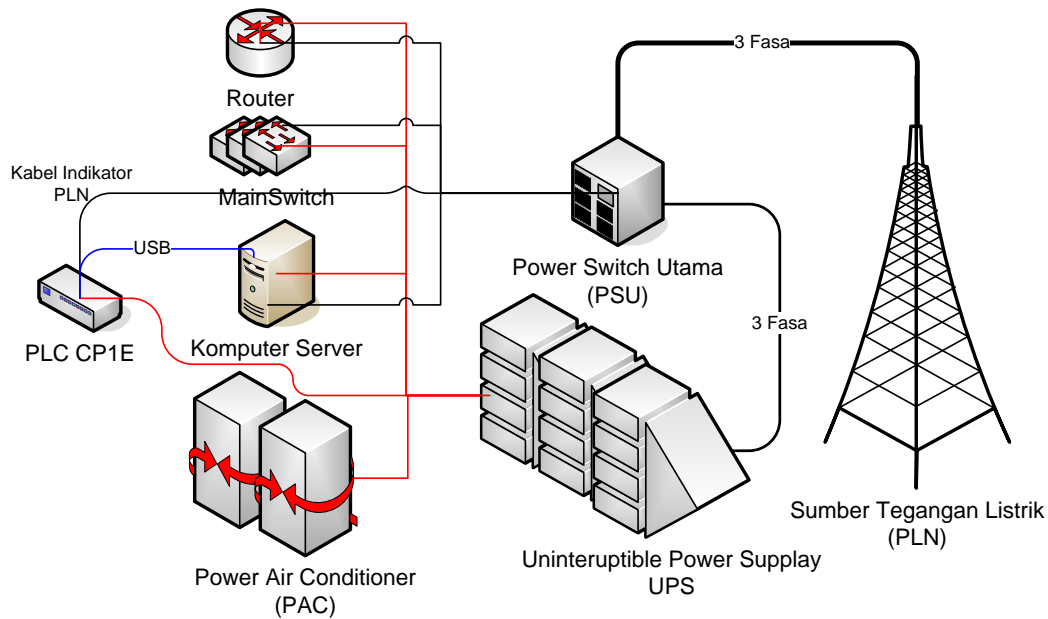 3 Fasa
Router
Kabel Indikator
PLN
MainSwitch
USB
Power Switch Utama
(PSU)
3 Fasa
PLC CP1E
Komputer Server
Power Air Conditioner
(PAC)
Uninteruptible Power Supplay
UPS
Sumber Tegangan Listrik
(PLN)